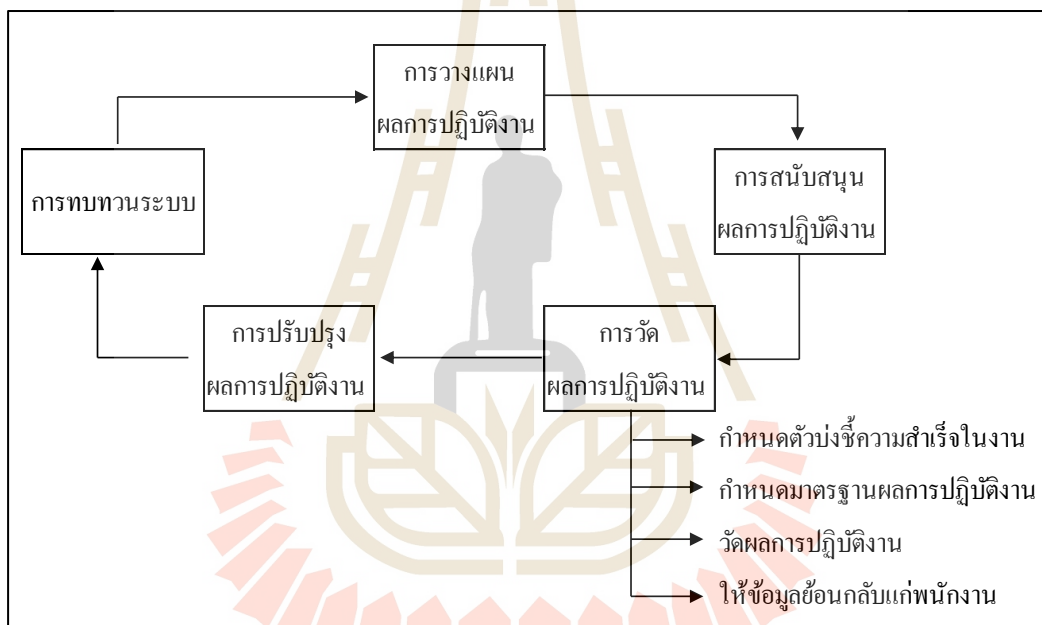 การวางแผน
ผลการปฏิบัติงาน
การสนับสนุน
ผลการปฏิบัติงาน
การทบทวนระบบ
การปรับปรุง
ผลการปฏิบัติงาน
การวัด
ผลการปฏิบัติงาน
กำหนดตัวบ่งชี้ความสำเร็จในงาน
กำหนดมาตรฐานผลการปฏิบัติงาน
วัดผลการปฏิบัติงาน
ให้ข้อมูลย้อนกลับแก่พนักงาน